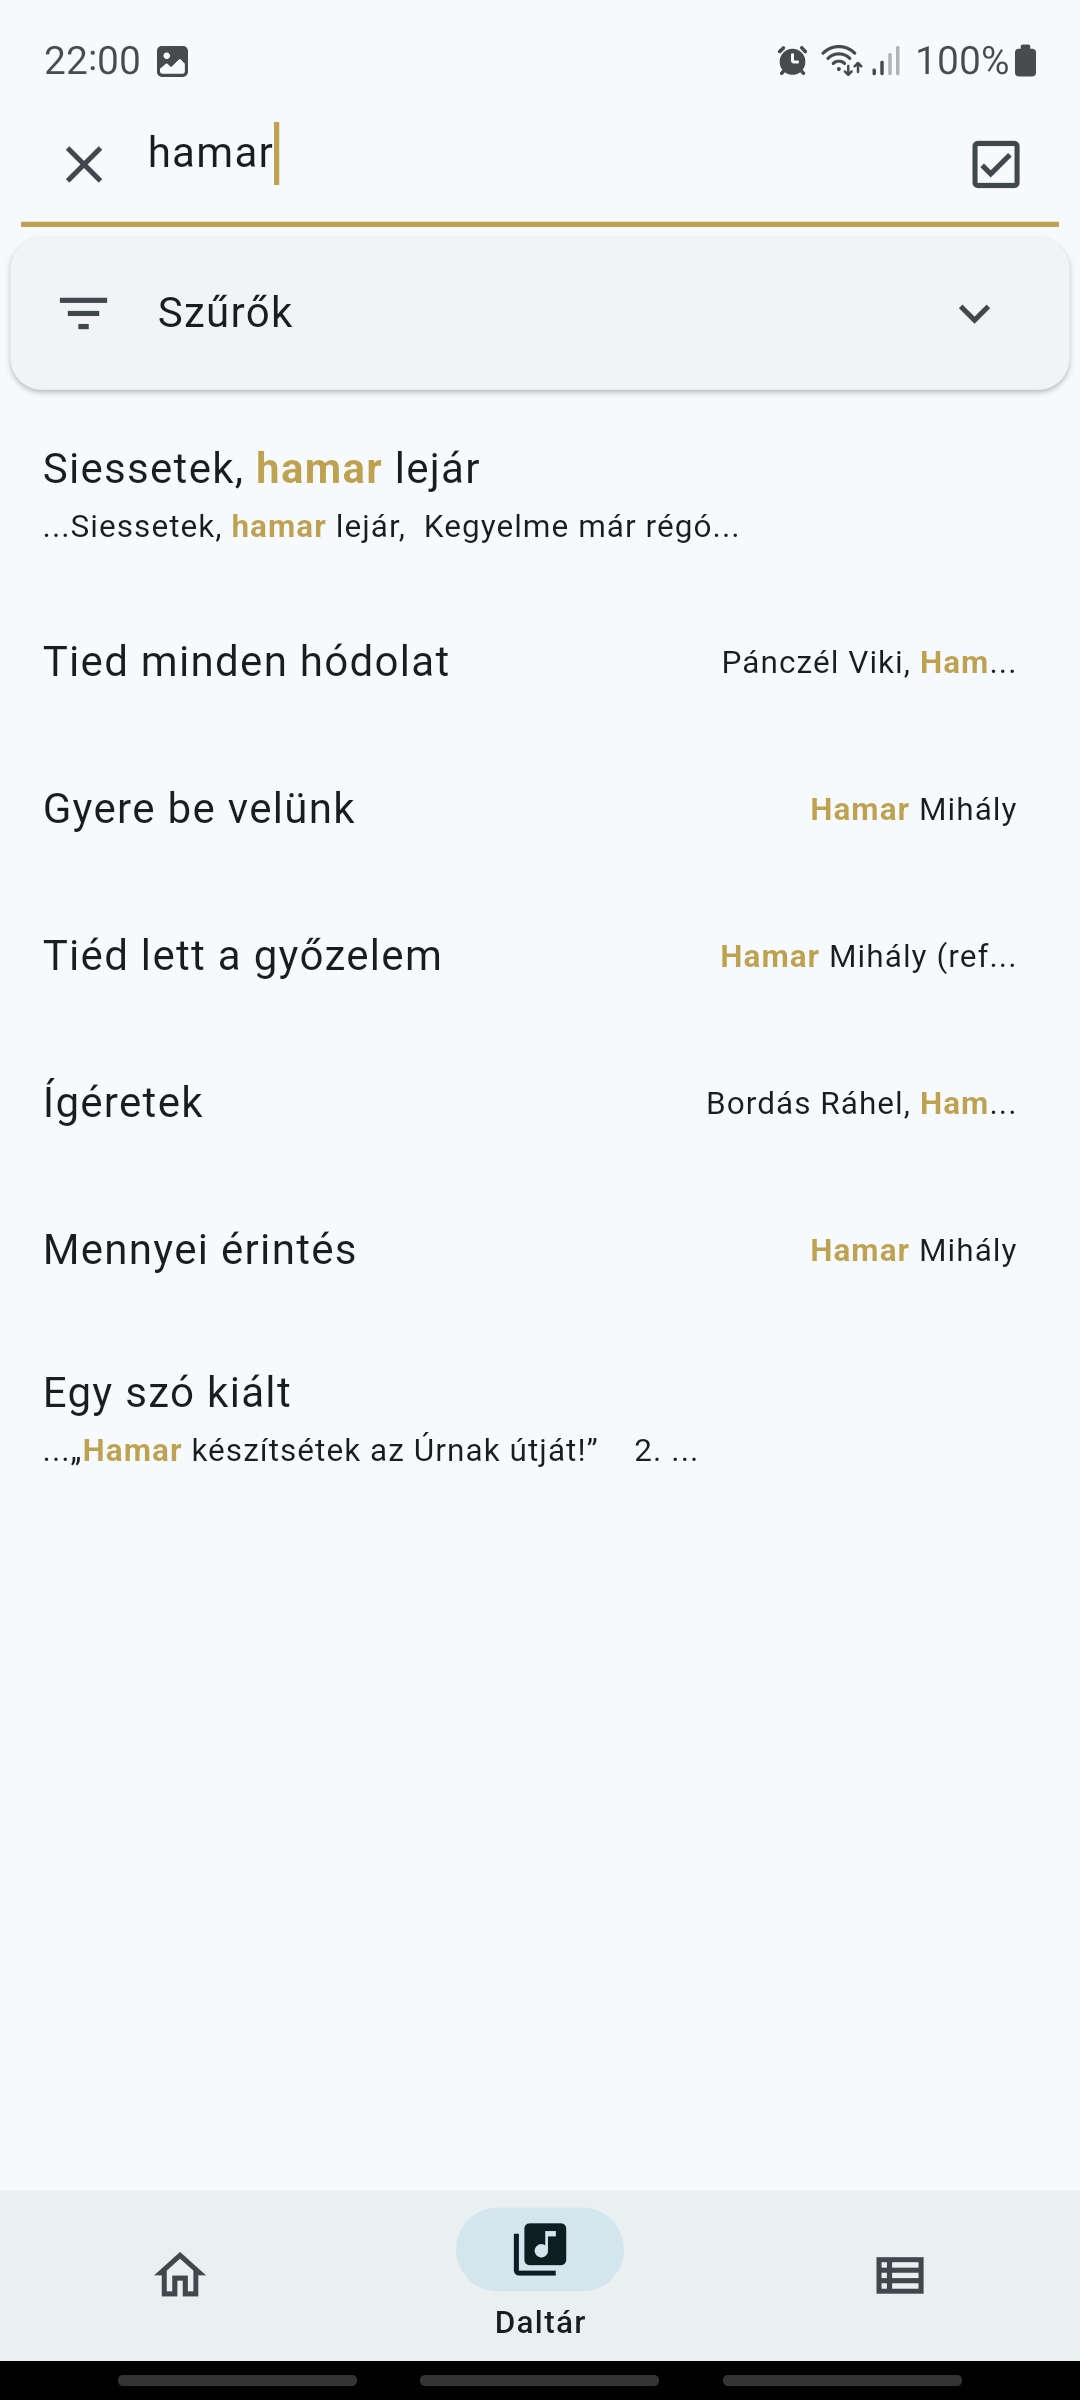 22:00 100%
hamar
Szűrők
Siessetek, hamar lejár
...Siessetek, hamar lejár, Kegyelme már régó...
Tied minden hódolat Pánczél Viki, Ham...
Gyere be velünk Hamar Mihály
Tiéd lett a győzelem Hamar Mihály (ref...
Ígéretek Bordás Ráhel, Ham...
Mennyei érintés Hamar Mihály
Egy szó kiált
...„Hamar készítsétek az Úrnak útját!” 2. ...
Daltár